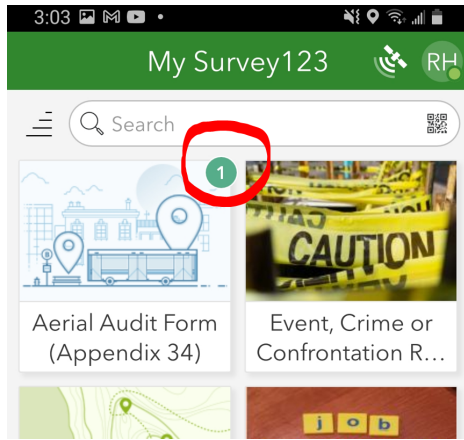 3:03
My Survey123
RH
Search
1
CAUTION
Aerial Audit Form
(Appendix 34)
Event, Crime or
Confrontation R...
job